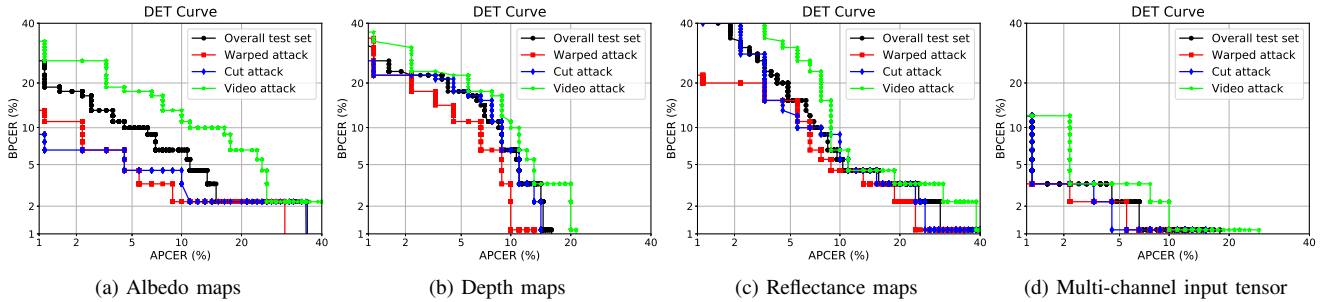 DET Curve
40
20
10
5
2
1
BPCER (%)
Overall test set
Warped attack
Cut attack
Video attack
1 2 5 10 20 40
APCER (%)
(a) Albedo maps
DET Curve
40
20
10
5
2
1
BPCER (%)
Overall test set
Warped attack
Cut attack
Video attack
1 2 5 10 20 40
APCER (%)
(b) Depth maps
DET Curve
40
20
10
5
2
1
BPCER (%)
Overall test set
Warped attack
Cut attack
Video attack
1 2 5 10 20 40
APCER (%)
(c) Reflectance maps
DET Curve
40
20
10
5
2
1
BPCER (%)
Overall test set
Warped attack
Cut attack
Video attack
1 2 5 10 20 40
APCER (%)
(d) Multi-channel input tensor